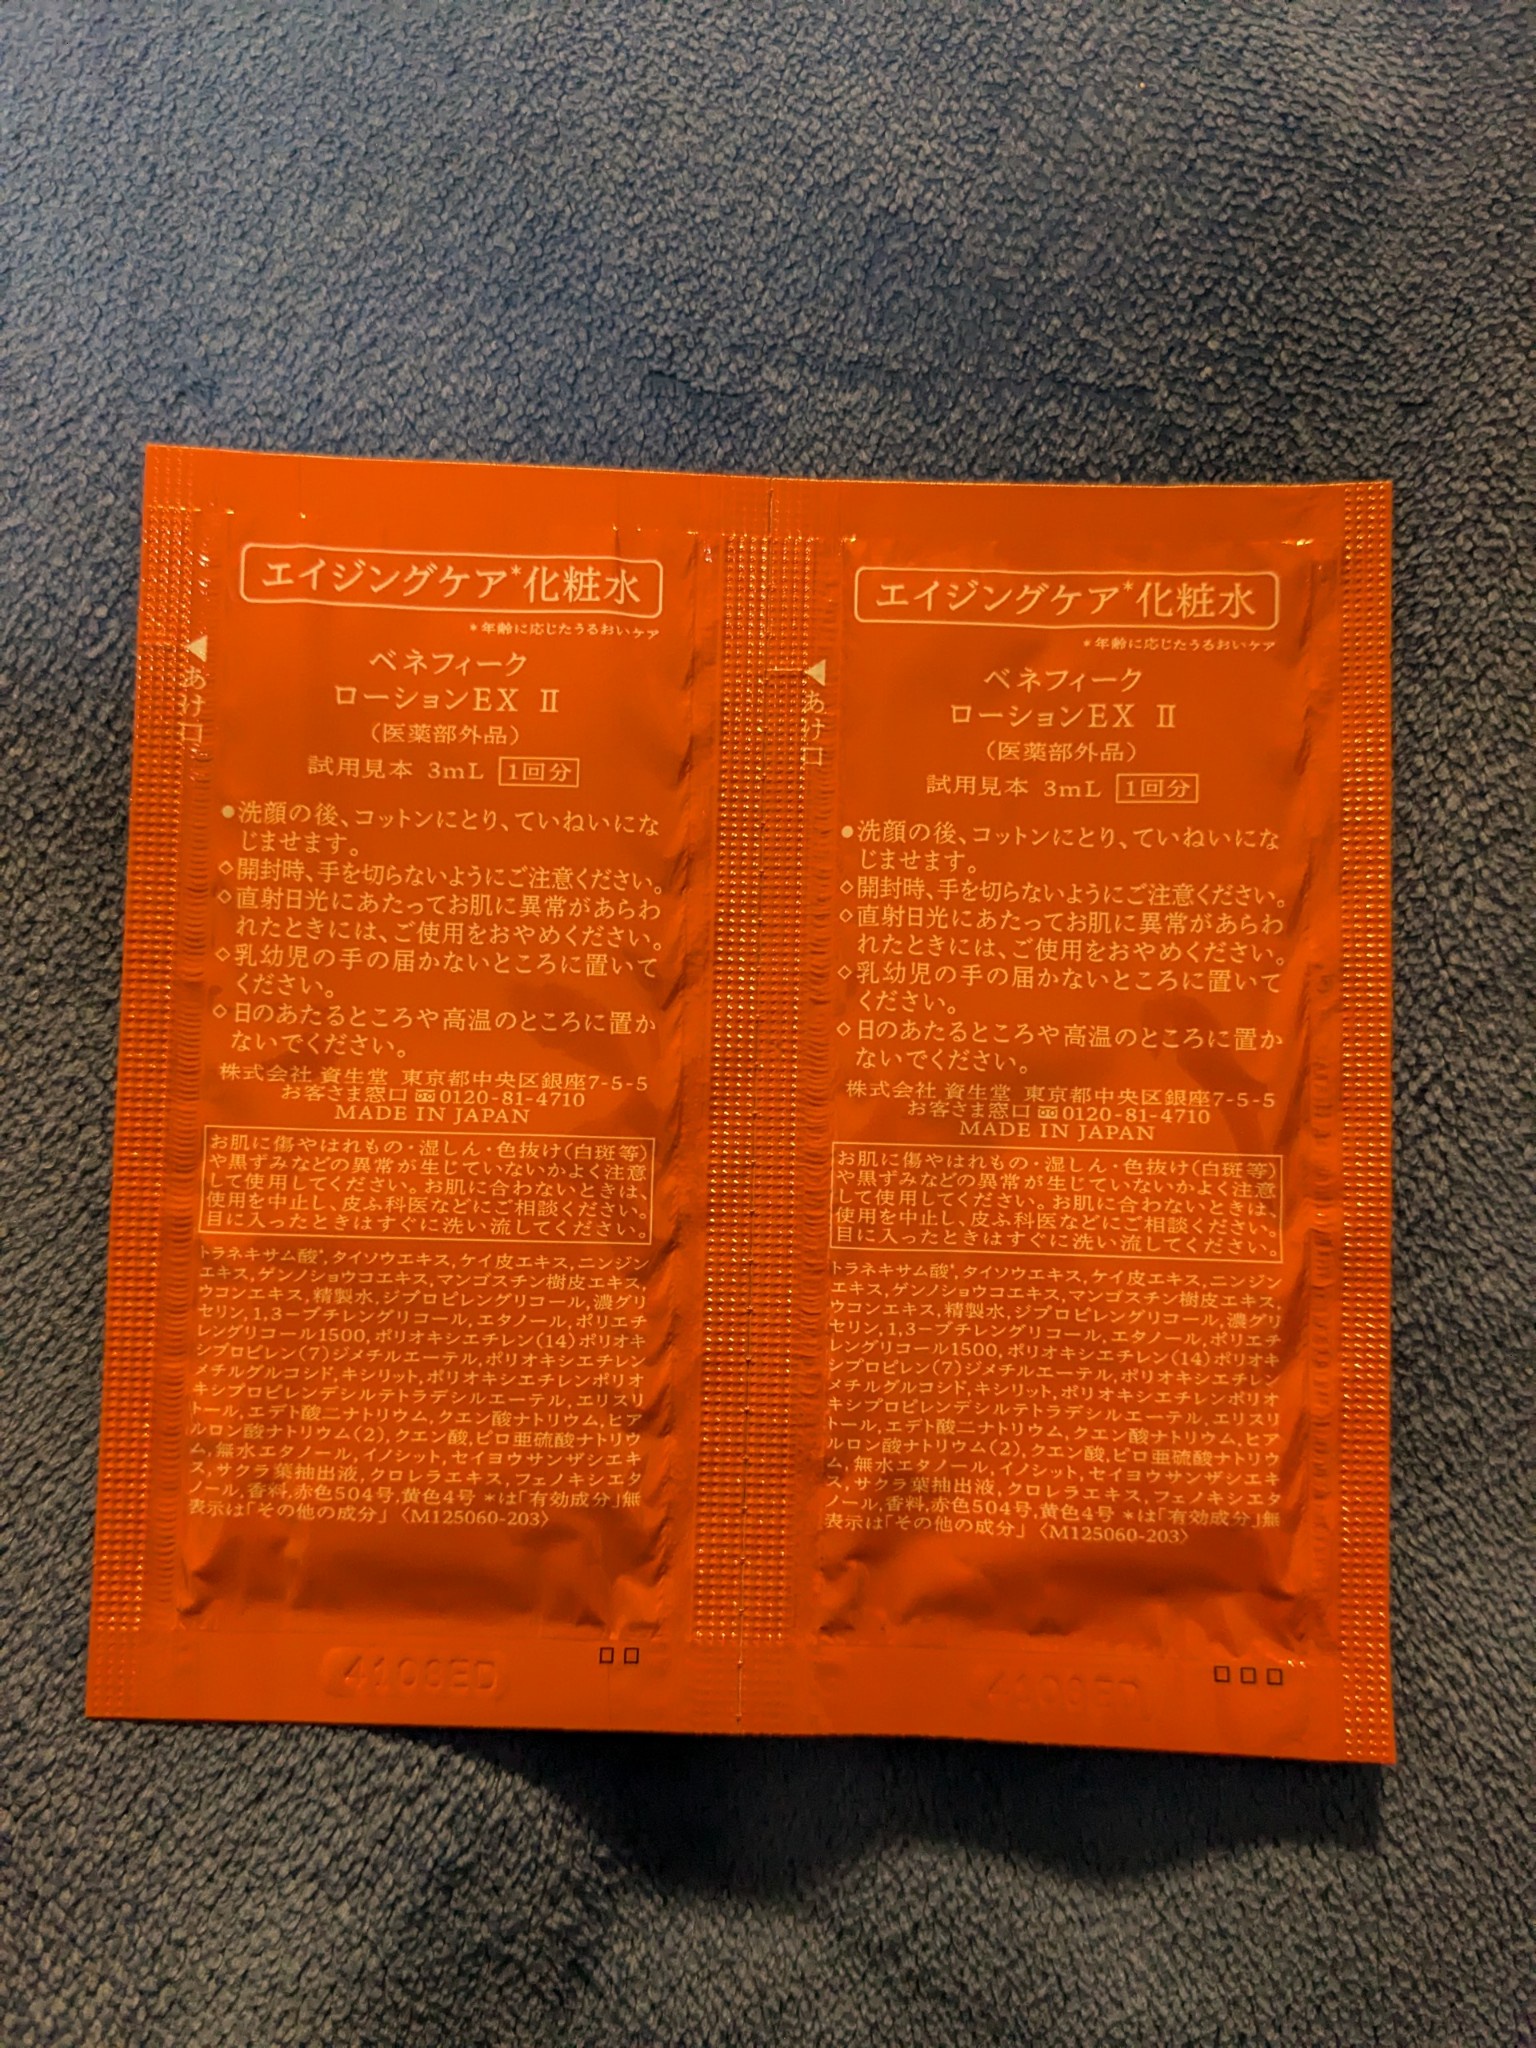 エイジングケア*化粧水
*年齢に応じたうるおいケア
◀あけ口
ベネフィーク
ローションEX Ⅱ
(医薬部外品)
試用見本 3mL 1回分
●洗顔の後、コットンにとり、ていねいにな
じませます。
◇開封時、手を切らないようにご注意ください。
◇直射日光にあたってお肌に異常があらわ
れたときには、ご使用をおやめください。
◇乳幼児の手の届かないところに置いて
ください。
◇日のあたるところや高温のところに置か
ないでください。
株式会社 資生堂 東京都中央区銀座7-5-5
お客さま窓口 0120-81-4710
MADE IN JAPAN
お肌に傷やはれもの・湿しん・色抜け(白斑等)
や黒ずみなどの異常が生じていないかよく注意
して使用してください。お肌に合わないときは、
使用を中止し、皮ふ科医などにご相談ください。
目に入ったときはすぐに洗い流してください。
トラネキサム酸*,タイソウエキス,ケイ皮エキス,ニンジン
エキス,ゲンノショウコエキス,マンゴスチン樹皮エキス,
ウコンエキス,精製水,ジプロピレングリコール,濃グリ
セリン,1,3-ブチレングリコール,エタノール,ポリエチ
レングリコール1500,ポリオキシエチレン(14)ポリオキ
シプロピレン(7)ジメチルエーテル,ポリオキシエチレン
メチルグルコシド,キシリット,ポリオキシエチレンポリオ
キシプロピレンデシルテトラデシルエーテル,エリスリ
トール,エデト酸二ナトリウム,クエン酸ナトリウム,ヒア
ルロン酸ナトリウム(2),クエン酸,ピロ亜硫酸ナトリウ
ム,無水エタノール,イノシット,セイヨウサンザシエキ
ス,サクラ葉抽出液,クロレラエキス,フェノキシエタ
ノール,香料,赤色504号,黄色4号 *は「有効成分」無
表示は「その他の成分」〈M125060-203〉
エイジングケア*化粧水
*年齢に応じたうるおいケア
◀あけ口
ベネフィーク
ローションEX Ⅱ
(医薬部外品)
試用見本 3mL 1回分
●洗顔の後、コットンにとり、ていねいにな
じませます。
◇開封時、手を切らないようにご注意ください。
◇直射日光にあたってお肌に異常があらわ
れたときには、ご使用をおやめください。
◇乳幼児の手の届かないところに置いて
ください。
◇日のあたるところや高温のところに置か
ないでください。
株式会社 資生堂 東京都中央区銀座7-5-5
お客さま窓口 0120-81-4710
MADE IN JAPAN
お肌に傷やはれもの・湿しん・色抜け(白斑等)
や黒ずみなどの異常が生じていないかよく注意
して使用してください。お肌に合わないときは、
使用を中止し、皮ふ科医などにご相談ください。
目に入ったときはすぐに洗い流してください。
トラネキサム酸*,タイソウエキス,ケイ皮エキス,ニンジン
エキス,ゲンノショウコエキス,マンゴスチン樹皮エキス,
ウコンエキス,精製水,ジプロピレングリコール,濃グリ
セリン,1,3-ブチレングリコール,エタノール,ポリエチ
レングリコール1500,ポリオキシエチレン(14)ポリオキ
シプロピレン(7)ジメチルエーテル,ポリオキシエチレン
メチルグルコシド,キシリット,ポリオキシエチレンポリオ
キシプロピレンデシルテトラデシルエーテル,エリスリ
トール,エデト酸二ナトリウム,クエン酸ナトリウム,ヒア
ルロン酸ナトリウム(2),クエン酸,ピロ亜硫酸ナトリウ
ム,無水エタノール,イノシット,セイヨウサンザシエキ
ス,サクラ葉抽出液,クロレラエキス,フェノキシエタ
ノール,香料,赤色504号,黄色4号 *は「有効成分」無
表示は「その他の成分」〈M125060-203〉